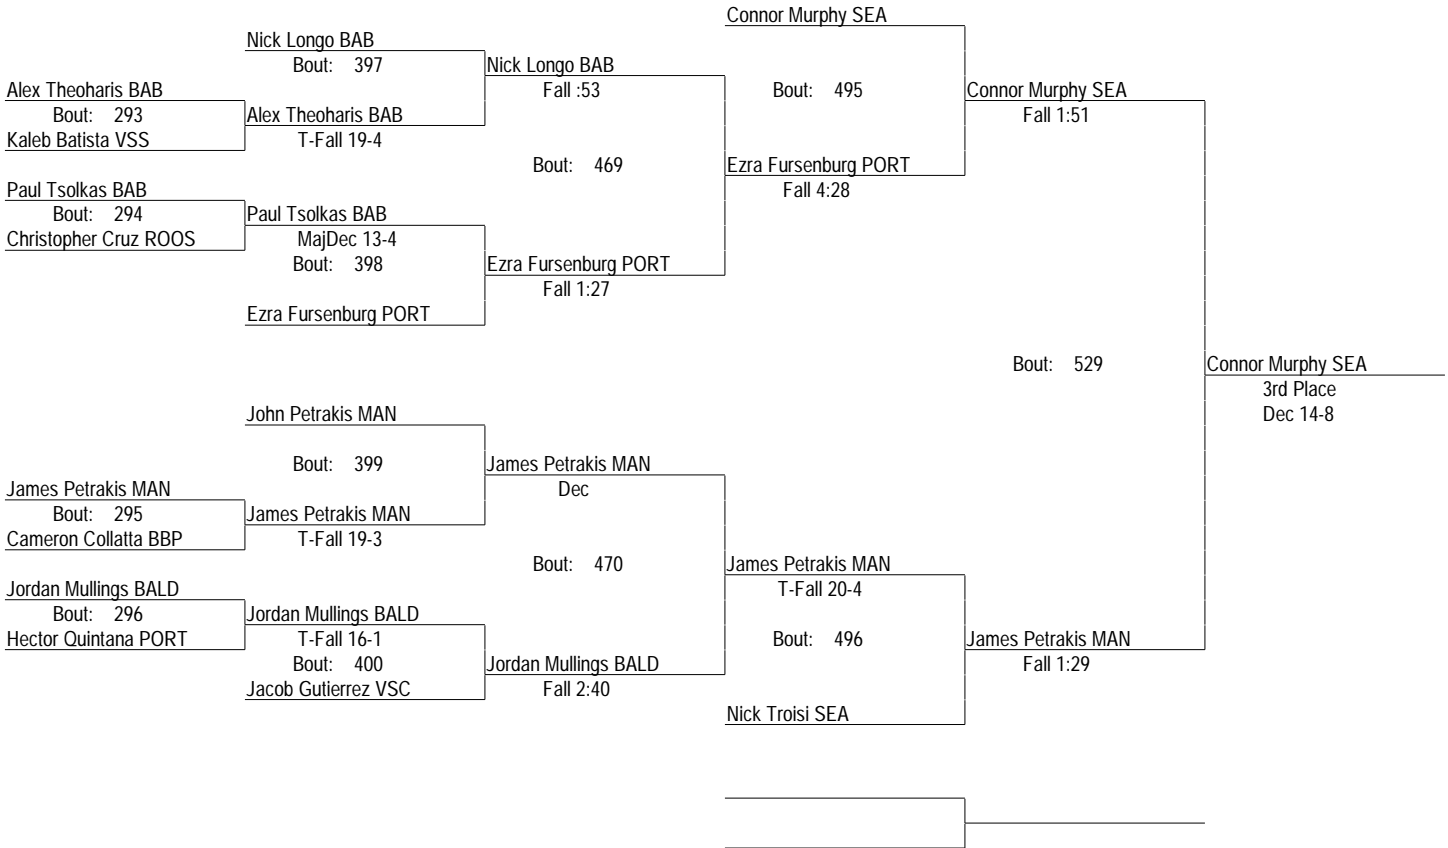 Connor Murphy SEA
Nick Longo BAB
Bout: 397
Nick Longo BAB
Alex Theoharis BAB
Fall :53
Bout: 495
Connor Murphy SEA
Bout: 293
Alex Theoharis BAB
Fall 1:51
Kaleb Batista VSS
T-Fall 19-4
Bout: 469
Ezra Fursenburg PORT
Paul Tsolkas BAB
Fall 4:28
Bout: 294
Paul Tsolkas BAB
Christopher Cruz ROOS
MajDec 13-4
Bout: 398
Ezra Fursenburg PORT
Fall 1:27
Ezra Fursenburg PORT
Bout: 529
Connor Murphy SEA
3rd Place
John Petrakis MAN
Dec 14-8
Bout: 399
James Petrakis MAN
James Petrakis MAN
Dec
Bout: 295
James Petrakis MAN
Cameron Collatta BBP
T-Fall 19-3
Bout: 470
James Petrakis MAN
Jordan Mullings BALD
T-Fall 20-4
Bout: 296
Jordan Mullings BALD
Hector Quintana PORT
T-Fall 16-1
Bout: 496
James Petrakis MAN
Bout: 400
Jordan Mullings BALD
Fall 1:29
Jacob Gutierrez VSC
Fall 2:40
Nick Troisi SEA